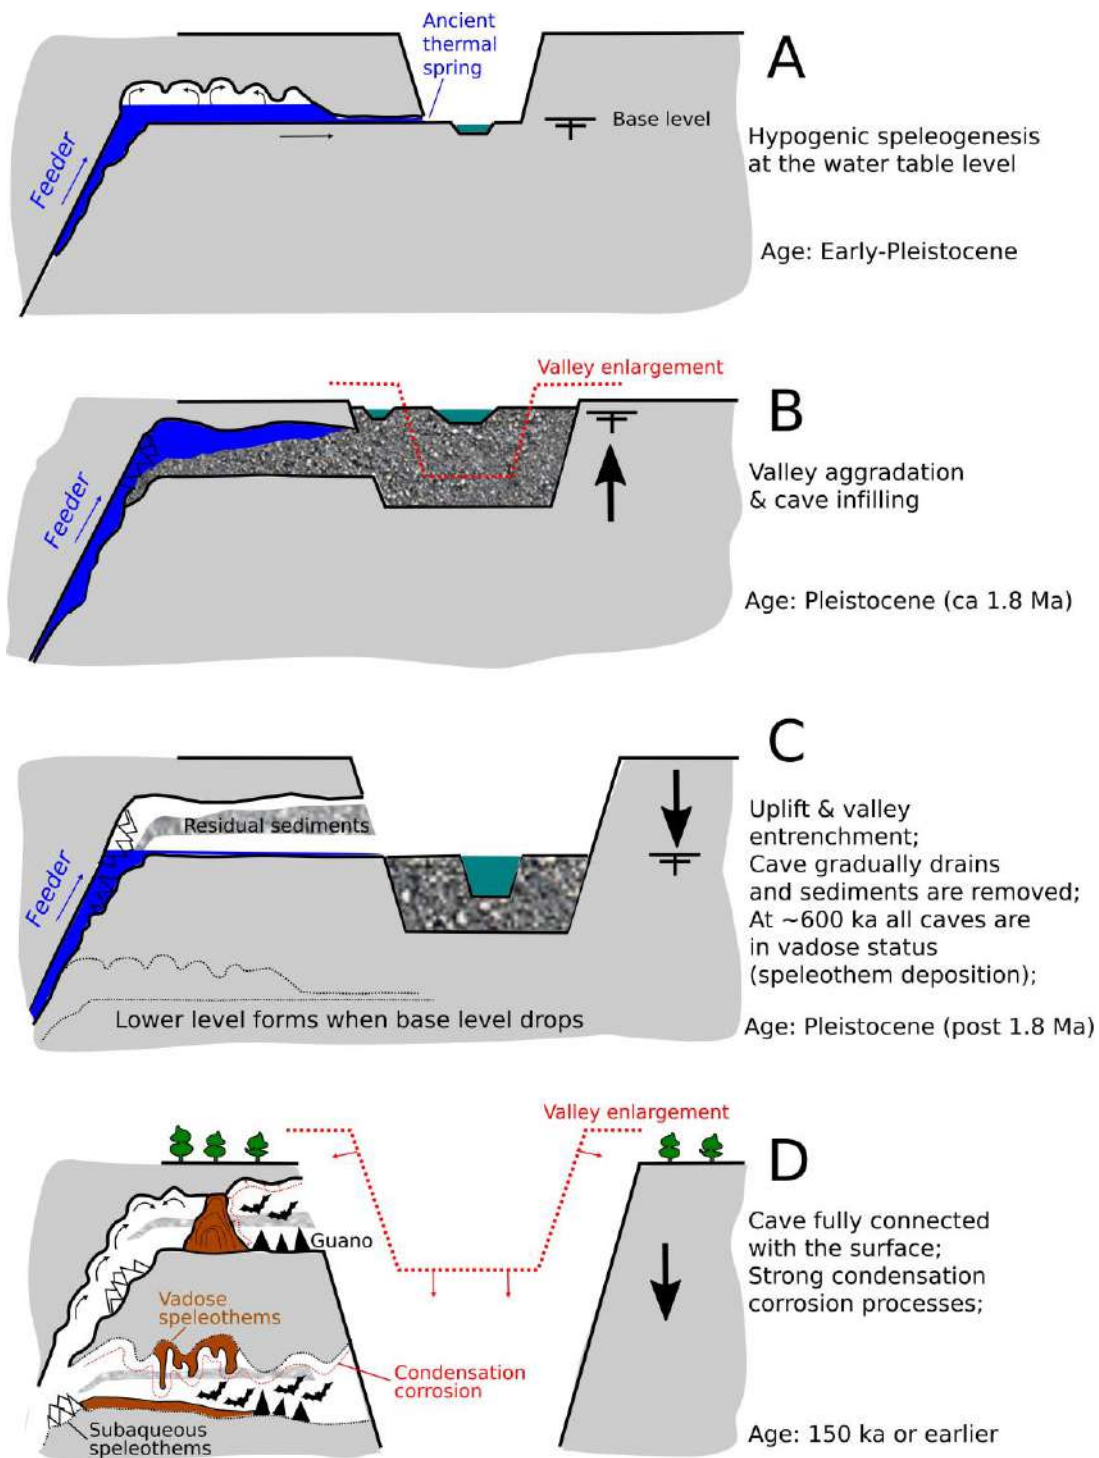 Ancient
thermal
spring
A
Base level
Hypogenic speleogenesis
at the water table level
Feeder
Age: Early-Pleistocene
Valley enlargement
B
Valley aggradation
& cave infilling
Feeder
Age: Pleistocene (ca 1.8 Ma)
C
Uplift & valley
entrenchment;
Cave gradually drains
and sediments are removed;
At ~600 ka all caves are
in vadose status
(speleothem deposition);
Residual sediments
Feeder
Lower level forms when base level drops
Age: Pleistocene (post 1.8 Ma)
Valley enlargement
D
Cave fully connected
with the surface;
Strong condensation
corrosion processes;
Guano
Vadose
speleothems
Condensation
corrosion
Subaqueous
speleothems
Age: 150 ka or earlier